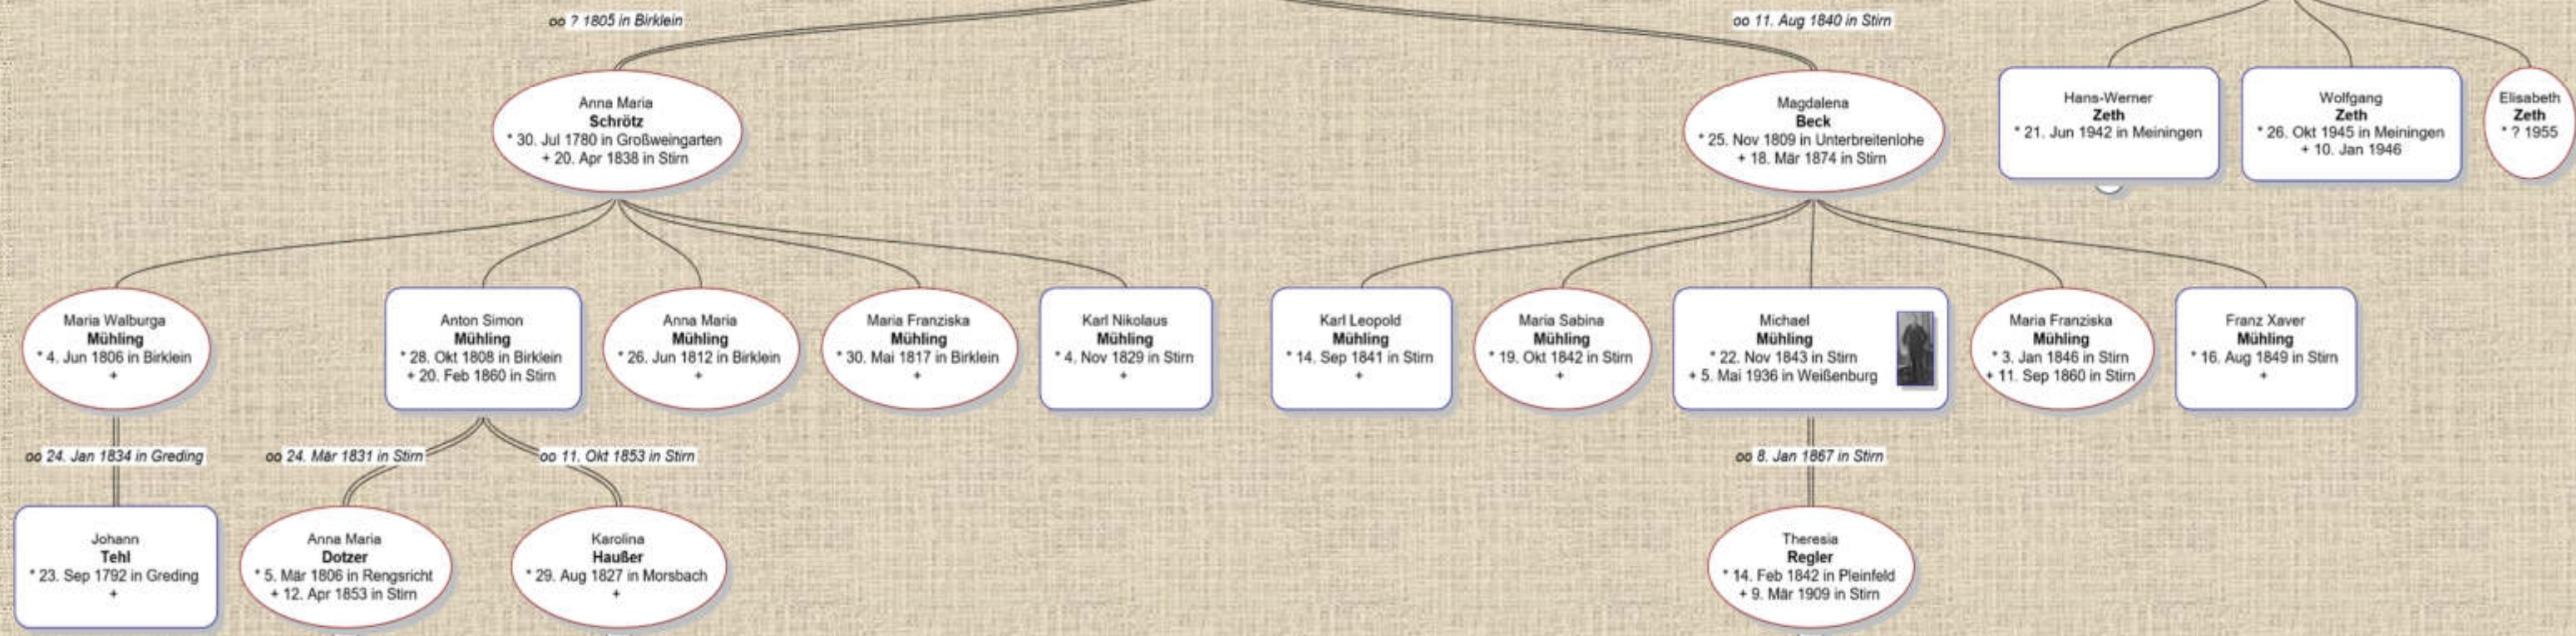 oo ? 1805 in Birklein
oo 11. Aug 1840 in Stirn
Anna Maria
Schrötz
* 30. Jul 1780 in Großweingarten
+ 20. Apr 1838 in Stirn
Magdalena
Beck
* 25. Nov 1809 in Unterbreitenlohe
+ 18. Mär 1874 in Stirn
Hans-Werner
Zeth
* 21. Jun 1942 in Meiningen
Wolfgang
Zeth
* 26. Okt 1945 in Meiningen
+ 10. Jan 1946
Elisabeth
Zeth
* ? 1955
Maria Walburga
Mühling
* 4. Jun 1806 in Birklein
+
Anton Simon
Mühling
* 28. Okt 1808 in Birklein
+ 20. Feb 1860 in Stirn
Anna Maria
Mühling
* 26. Jun 1812 in Birklein
+
Maria Franziska
Mühling
* 30. Mai 1817 in Birklein
+
Karl Nikolaus
Mühling
* 4. Nov 1829 in Stirn
+
Karl Leopold
Mühling
* 14. Sep 1841 in Stirn
+
Maria Sabina
Mühling
* 19. Okt 1842 in Stirn
+
Michael
Mühling
* 22. Nov 1843 in Stirn
+ 5. Mai 1936 in Weißenburg
Maria Franziska
Mühling
* 3. Jan 1846 in Stirn
+ 11. Sep 1860 in Stirn
Franz Xaver
Mühling
* 16. Aug 1849 in Stirn
+
oo 24. Jan 1834 in Greding
oo 24. Mär 1831 in Stirn
oo 11. Okt 1853 in Stirn
oo 8. Jan 1867 in Stirn
Johann
Tehl
* 23. Sep 1792 in Greding
+
Anna Maria
Dotzer
* 5. Mär 1806 in Rengsricht
+ 12. Apr 1853 in Stirn
Karolina
Haußer
* 29. Aug 1827 in Morsbach
+
Theresia
Regler
* 14. Feb 1842 in Pleinfeld
+ 9. Mär 1909 in Stirn